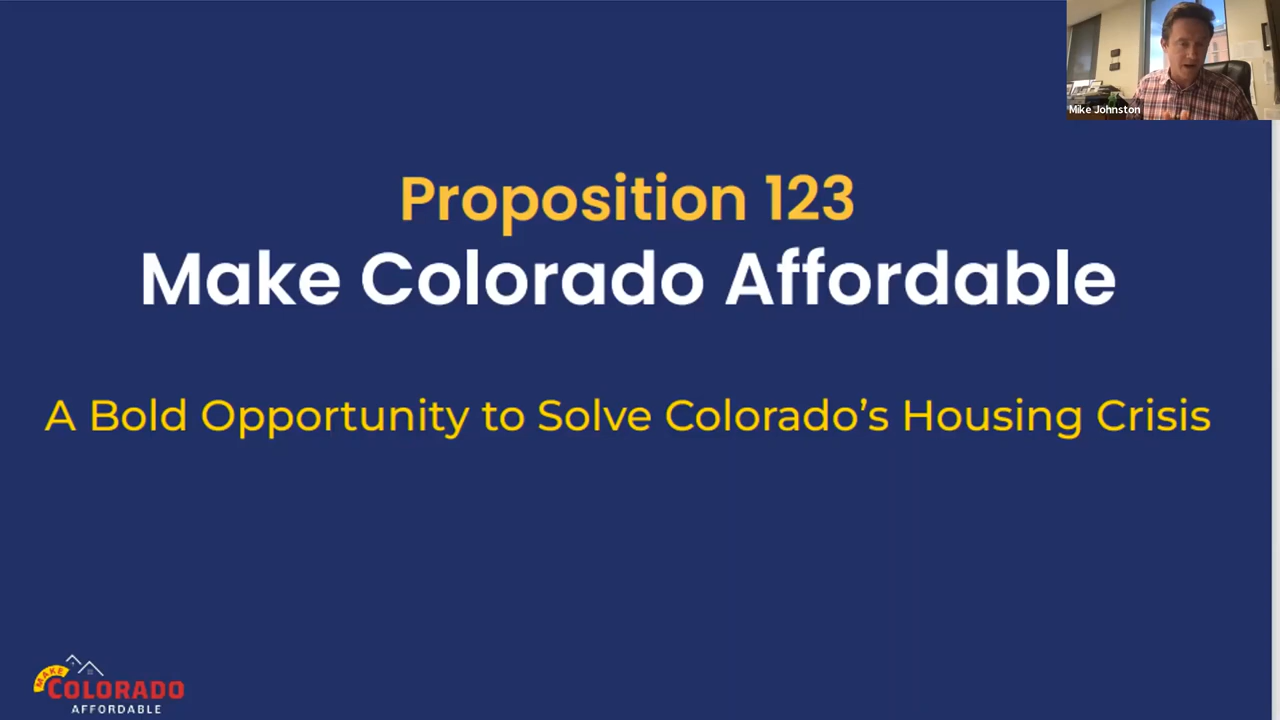 Mike Johnston
Proposition 123
Make Colorado Affordable
A Bold Opportunity to Solve Colorado’s Housing Crisis
MAKE
COLORADO
AFFORDABLE